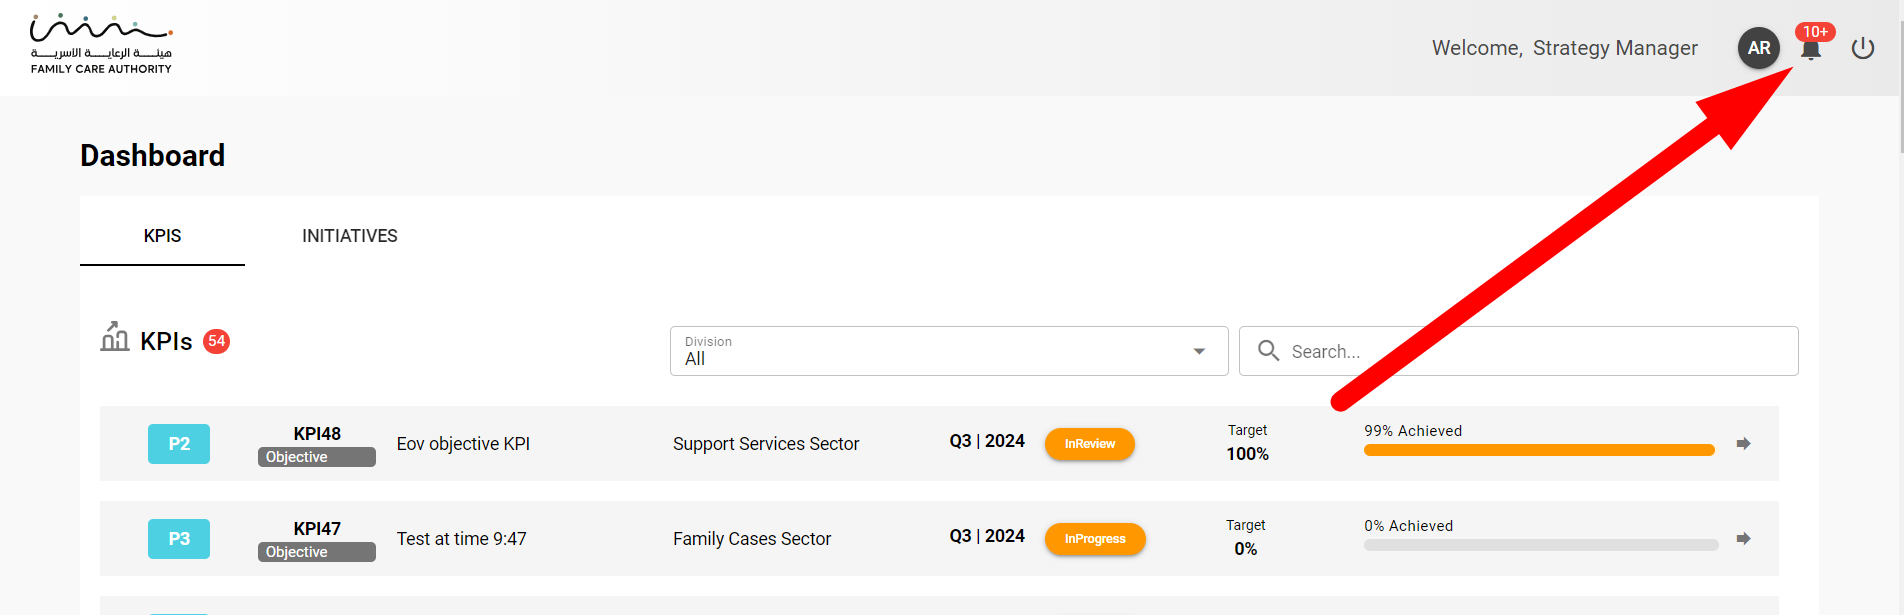 هيئة الرعاية الأسرية
FAMILY CARE AUTHORITY
Welcome, Strategy Manager
AR
10+
Dashboard
KPIS
INITIATIVES
KPIs 54
Division
All
Search...
P2
KPI48
Objective
Eov objective KPI
Support Services Sector
Q3 | 2024
InReview
Target
100%
99% Achieved
P3
KPI47
Objective
Test at time 9:47
Family Cases Sector
Q3 | 2024
InProgress
Target
0%
0% Achieved